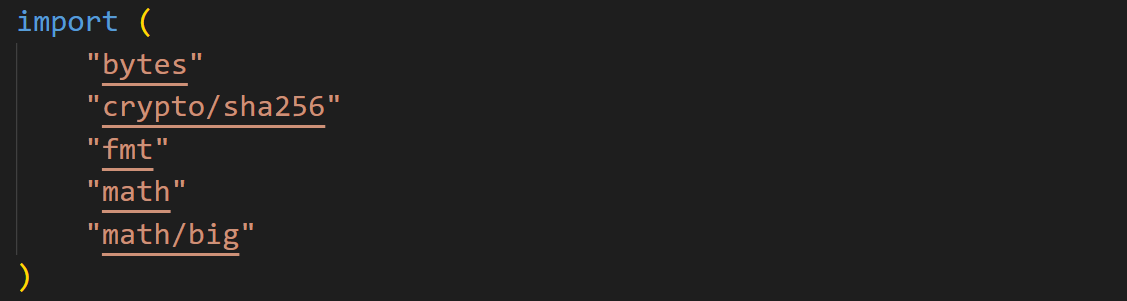 import (
    "bytes"
    "crypto/sha256"
    "fmt"
    "math"
    "math/big"
)